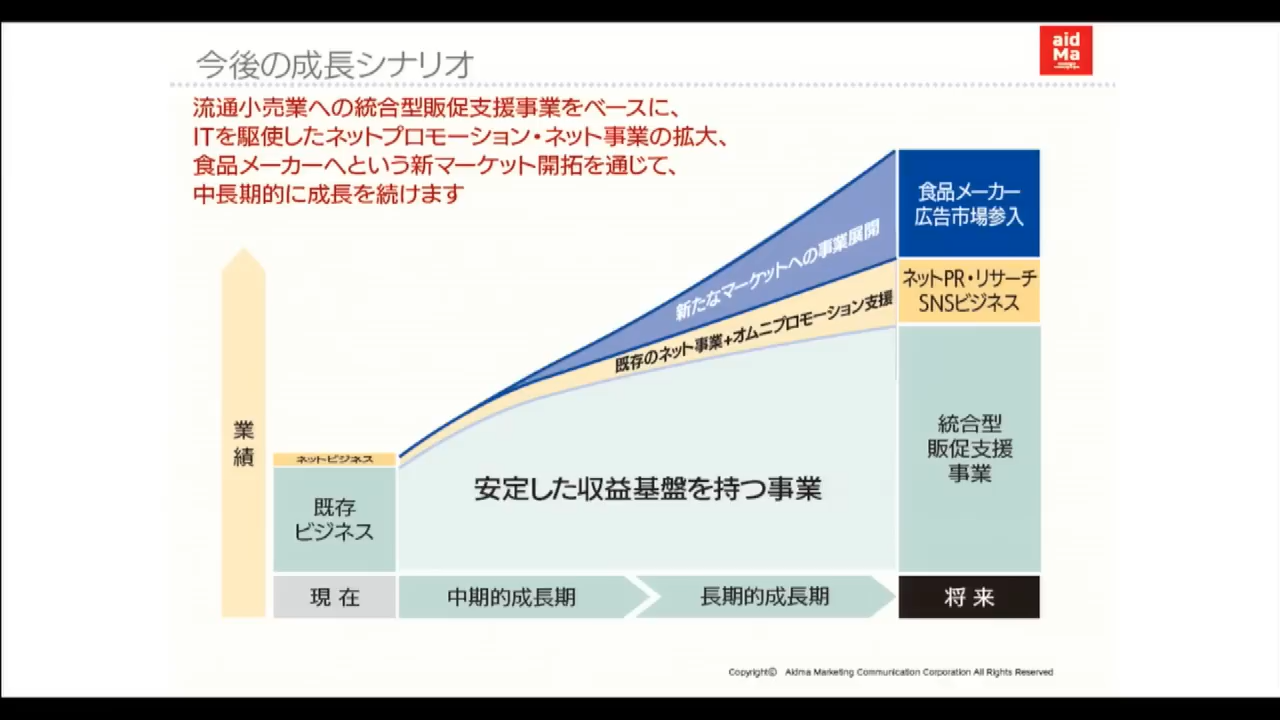 今後の成長シナリオ
aid
Ma
流通小売業への統合型販促支援事業をベースに、
ITを駆使したネットプロモーション・ネット事業の拡大、
食品メーカーへという新マーケット開拓を通じて、
中長期的に成長を続けます
食品メーカー
広告市場参入
新たなマーケットへの事業展開
ネットPR・リサーチ
SNSビジネス
既存のネット事業+オムニプロモーション支援
業績
統合型
販促支援
事業
ネットビジネス
安定した収益基盤を持つ事業
既存
ビジネス
現在
中期的成長期
長期的成長期
将来
Copyright© Aidma Marketing Communication Corporation All Rights Reserved